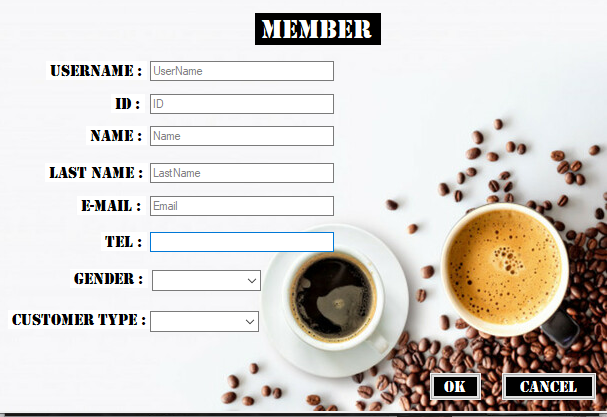 MEMBER
USERNAME : UserName
ID : ID
NAME : Name
LAST NAME : LastName
E-MAIL : Email
TEL :
GENDER :
CUSTOMER TYPE :
OK CANCEL